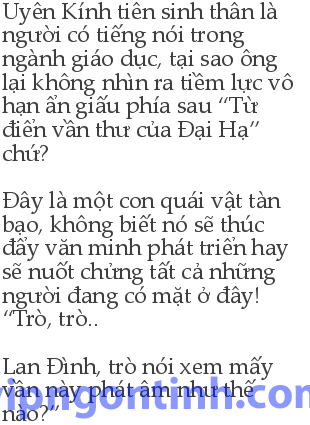 Uyên Kính tiên sinh thân là
người có tiếng nói trong
ngành giáo dục, tại sao ông
lại không nhìn ra tiềm lực vô
hạn ẩn giấu phía sau “Từ
điển vần thư của Đại Hạ”
chứ?
Đây là một con quái vật tàn
bạo, không biết nó sẽ thúc
đẩy văn minh phát triển hay
sẽ nuốt chửng tất cả những
người đang có mặt ở đây!
“Trò, trò..
Lan Đình, trò nói xem mấy
vần này phát âm như thế
nào?”
vipngontinh.com